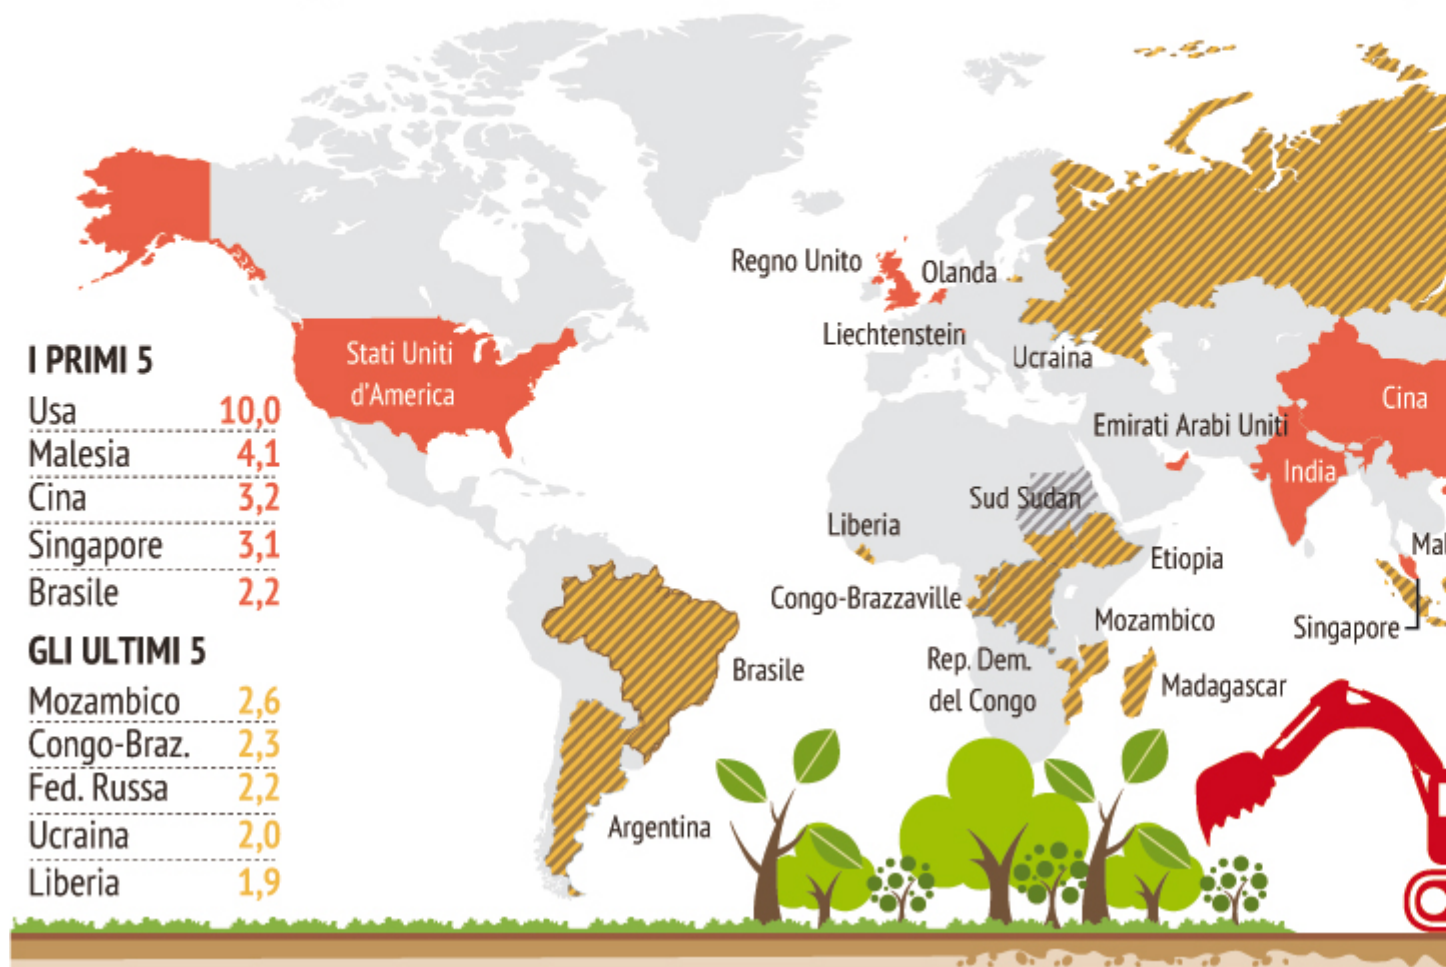 Regno Unito
Olanda
Liechtenstein
Ucraina
Stati Uniti
d'America
Cina
Emirati Arabi Uniti
India
Sud Sudan
Liberia
Etiopia
Mal
Congo-Brazzaville
Mozambico
Singapore
Rep. Dem.
del Congo
Brasile
Madagascar
Argentina
I PRIMI 5
Usa 10,0
Malesia 4,1
Cina 3,2
Singapore 3,1
Brasile 2,2
GLI ULTIMI 5
Mozambico 2,6
Congo-Braz. 2,3
Fed. Russa 2,2
Ucraina 2,0
Liberia 1,9